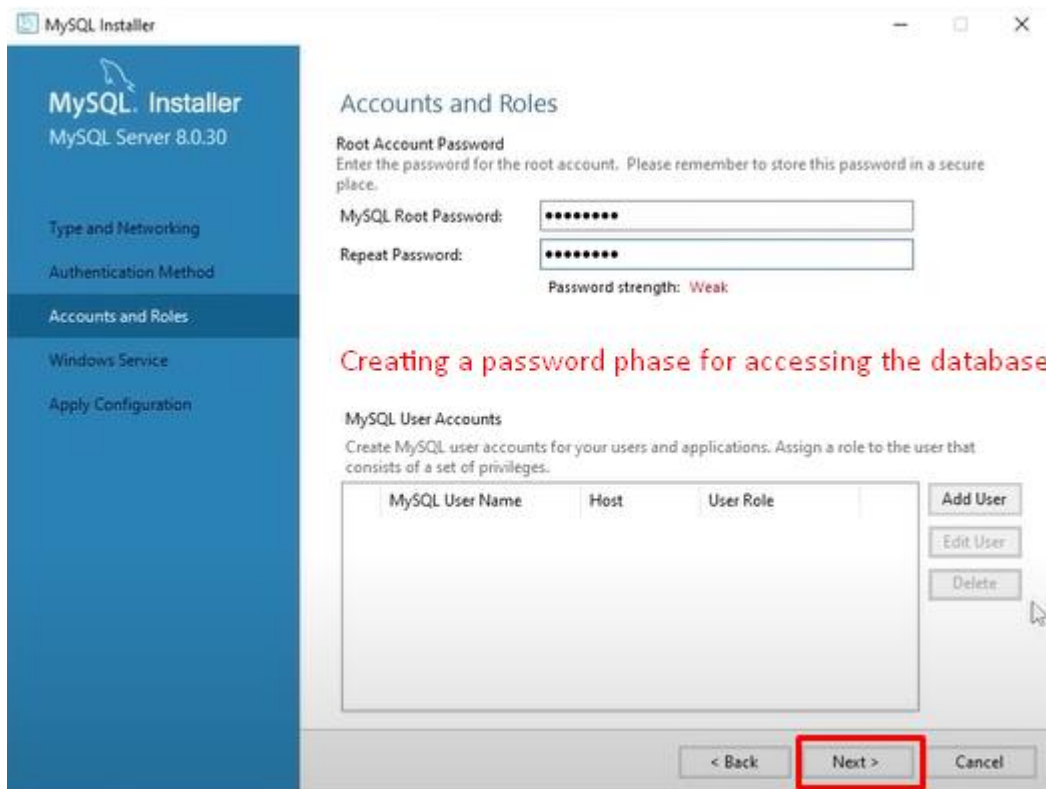 MySQL Installer
MySQL. Installer
MySQL Server 8.0.30
Type and Networking
Authentication Method
Accounts and Roles
Windows Service
Apply Configuration
Accounts and Roles
Root Account Password
Enter the password for the root account. Please remember to store this password in a secure
place.
MySQL Root Password: ●●●●●●●●
Repeat Password: ●●●●●●●●
Password strength: Weak
Creating a password phase for accessing the database
MySQL User Accounts
Create MySQL user accounts for your users and applications. Assign a role to the user that
consists of a set of privileges.
MySQL User Name Host User Role
Add User
Edit User
Delete
< Back Next > Cancel